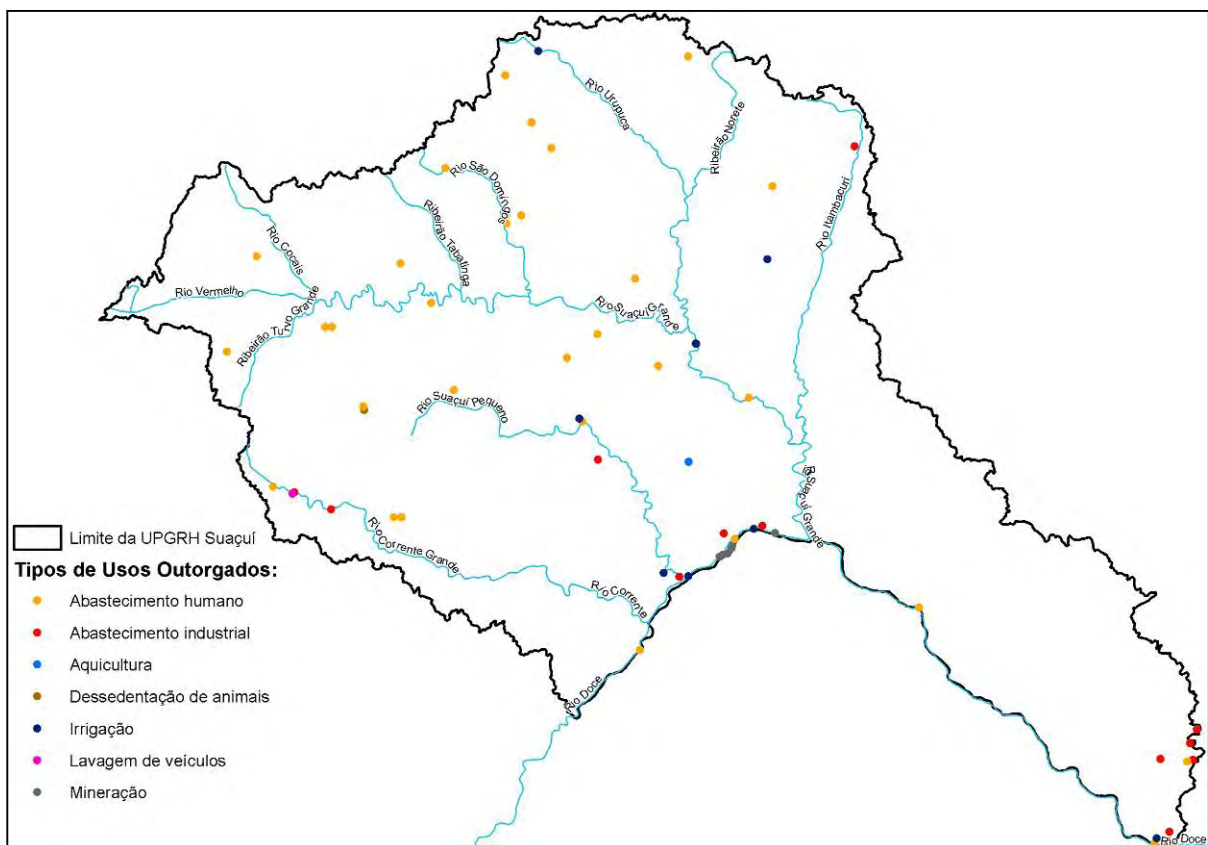 Rio Urupuca
Ribeirão Norete
Rio São Domingos
Rio Itambacuri
Ribeirão Tabatinga
Rio Cocais
Rio Vermelho
Ribeirão Turvo Grande
Rio Suaçuí Grande
Rio Suaçuí Pequeno
Rio Suaçuí Grande
Rio Corrente Grande
Rio Corrente
Rio Doce
Rio Doce
Limite da UPGRH Suaçuí
Tipos de Usos Outorgados:
Abastecimento humano
Abastecimento industrial
Aquicultura
Dessedentação de animais
Irrigação
Lavagem de veículos
Mineração